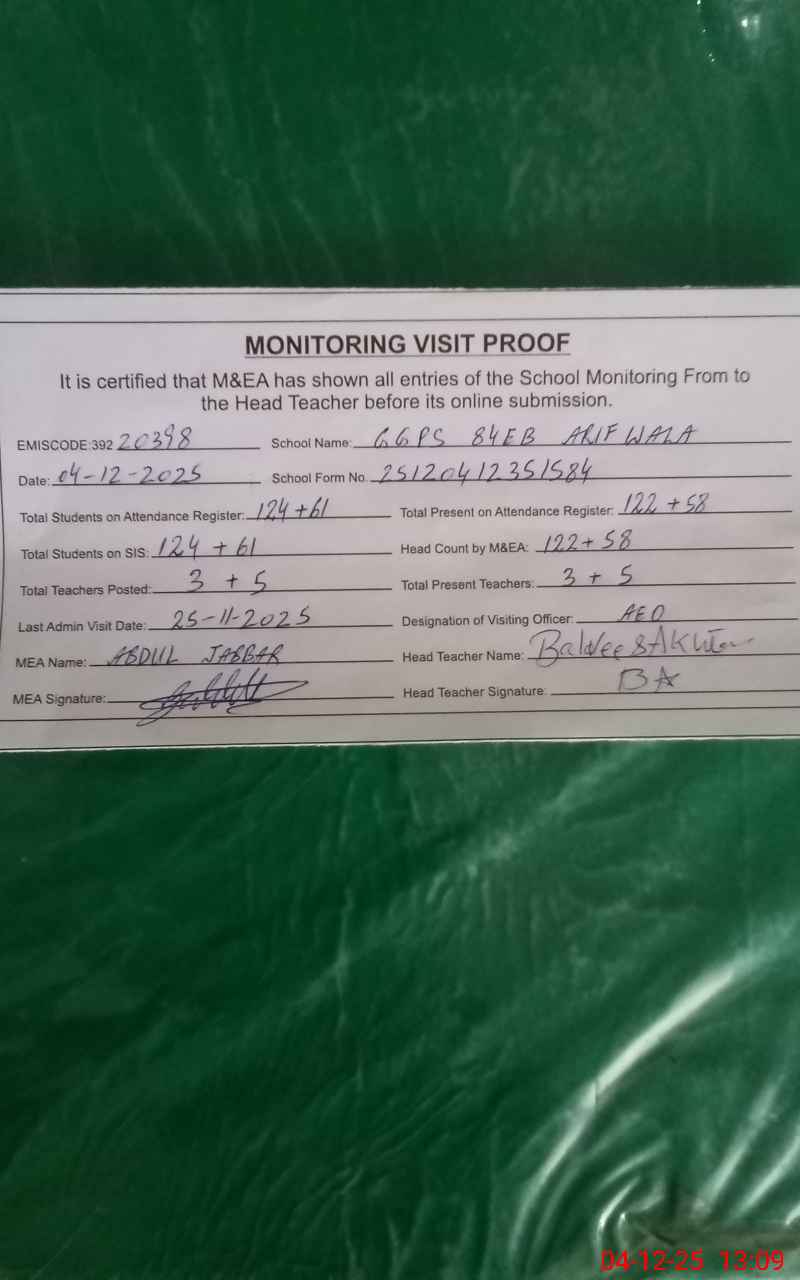 MONITORING VISIT PROOF
It is certified that M&EA has shown all entries of the School Monitoring From to
the Head Teacher before its online submission.
EMISCODE:392 20398 School Name: GGPS 84EB ARIFWALA
Date: 04-12-2025 School Form No. 25120412351584
Total Students on Attendance Register: 124+61 Total Present on Attendance Register: 122+58
Total Students on SIS: 124 + 61 Head Count by M&EA: 122+ 58
Total Teachers Posted: 3 + 5 Total Present Teachers: 3 + 5
Last Admin Visit Date: 25-11-2025 Designation of Visiting Officer: AEO
MEA Name: ABDUL JABBAR Head Teacher Name: Akhtar
MEA Signature: Head Teacher Signature: BA
04-12-25 13:09